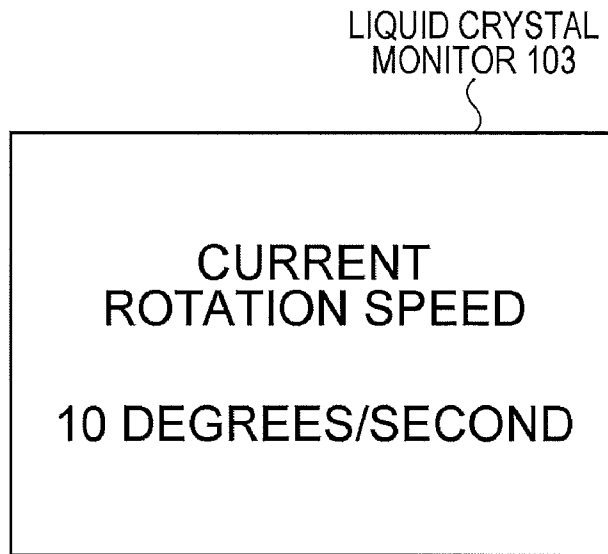 LIQUID CRYSTAL
MONITOR 103
CURRENT
ROTATION SPEED
10 DEGREES/SECOND